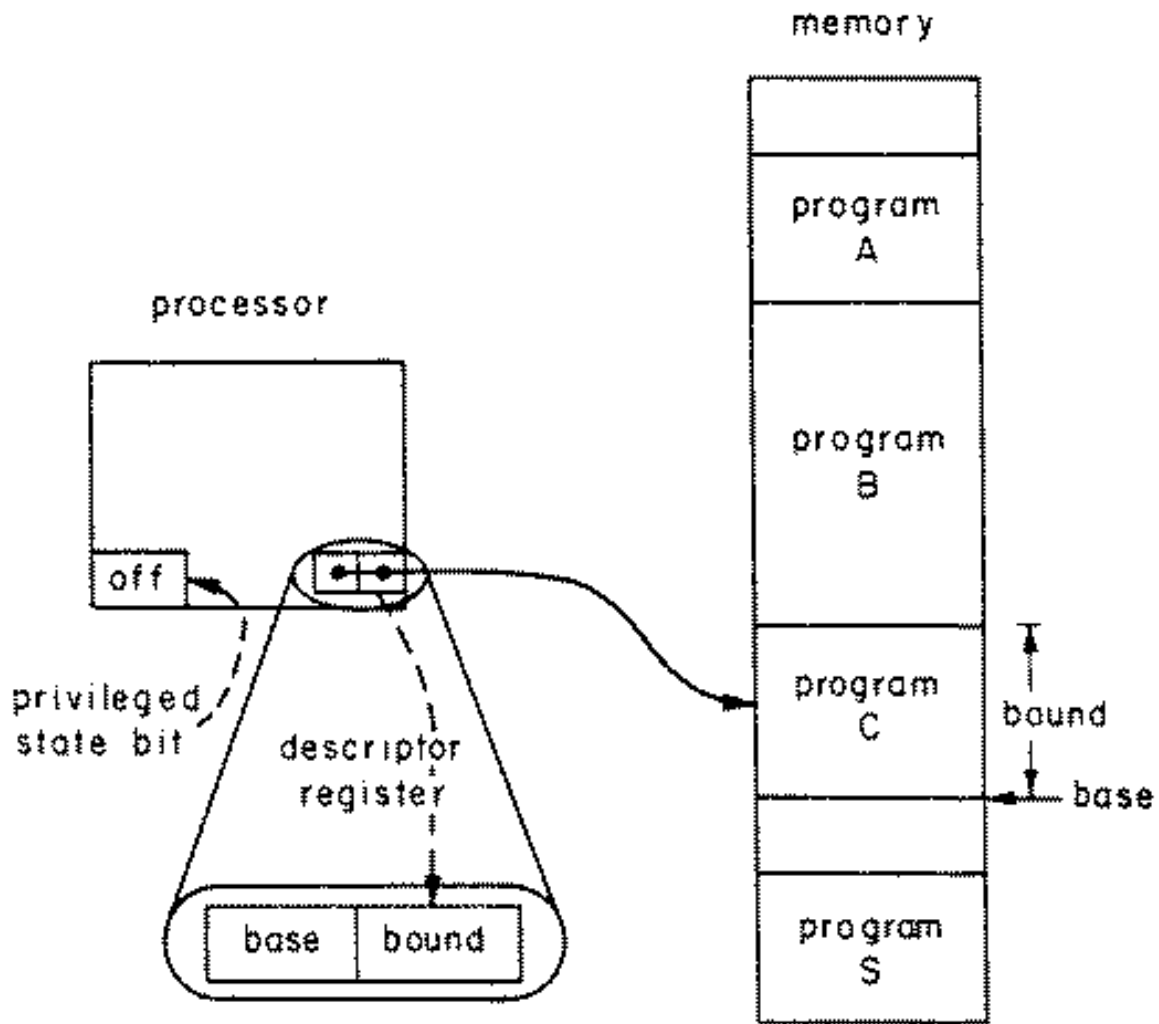 memory
program
A
processor
program
B
off
privileged
state bit
descriptor
register
program
C
bound
base
base
bound
program
S